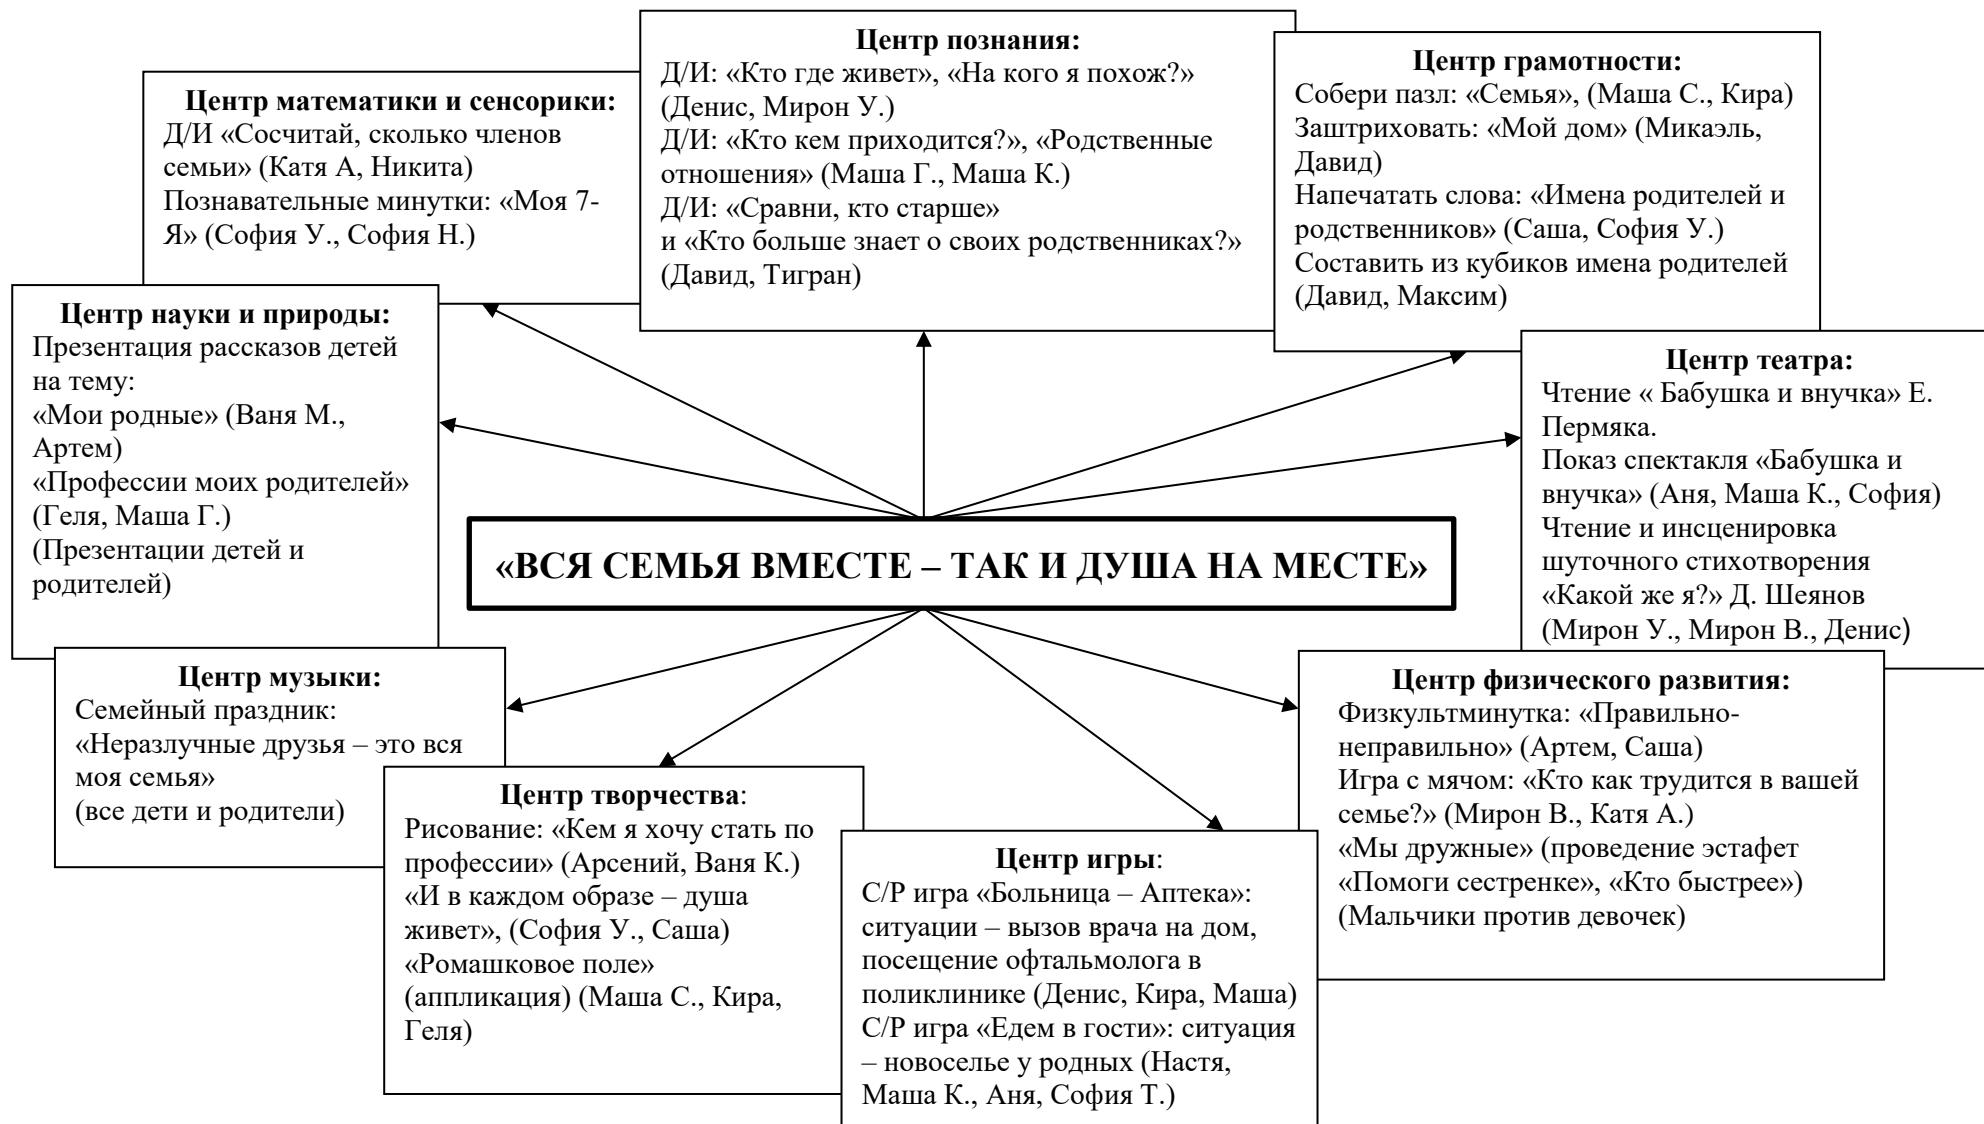 Центр познания:
Д/И: «Кто где живет», «На кого я похож?»
(Денис, Мирон У.)
Д/И: «Кто кем приходится?», «Родственные
отношения» (Маша Г., Маша К.)
Д/И: «Сравни, кто старше»
и «Кто больше знает о своих родственниках?»
(Давид, Тигран)
Центр грамотности:
Собери пазл: «Семья», (Маша С., Кира)
Заштриховать: «Мой дом» (Микаэль,
Давид)
Напечатать слова: «Имена родителей и
родственников» (Саша, София У.)
Составить из кубиков имена родителей
(Давид, Максим)
Центр математики и сенсорики:
Д/И «Сосчитай, сколько членов
семьи» (Катя А, Никита)
Познавательные минутки: «Моя 7-
Я» (София У., София Н.)
Центр науки и природы:
Презентация рассказов детей
на тему:
«Мои родные» (Ваня М.,
Артем)
«Профессии моих родителей»
(Геля, Маша Г.)
(Презентации детей и
родителей)
Центр театра:
Чтение « Бабушка и внучка» Е.
Пермяка.
Показ спектакля «Бабушка и
внучка» (Аня, Маша К., София)
Чтение и инсценировка
шуточного стихотворения
«Какой же я?» Д. Шеянов
(Мирон У., Мирон В., Денис)
«ВСЯ СЕМЬЯ ВМЕСТЕ – ТАК И ДУША НА МЕСТЕ»
Центр музыки:
Семейный праздник:
«Неразлучные друзья – это вся
моя семья»
(все дети и родители)
Центр физического развития:
Физкультминутка: «Правильно-
неправильно» (Артем, Саша)
Игра с мячом: «Кто как трудится в вашей
семье?» (Мирон В., Катя А.)
«Мы дружные» (проведение эстафет
«Помоги сестренке», «Кто быстрее»)
(Мальчики против девочек)
Центр творчества:
Рисование: «Кем я хочу стать по
профессии» (Арсений, Ваня К.)
«И в каждом образе – душа
живет», (София У., Саша)
«Ромашковое поле»
(аппликация) (Маша С., Кира,
Геля)
Центр игры:
С/Р игра «Больница – Аптека»:
ситуации – вызов врача на дом,
посещение офтальмолога в
поликлинике (Денис, Кира, Маша)
С/Р игра «Едем в гости»: ситуация
– новоселье у родных (Настя,
Маша К., Аня, София Т.)